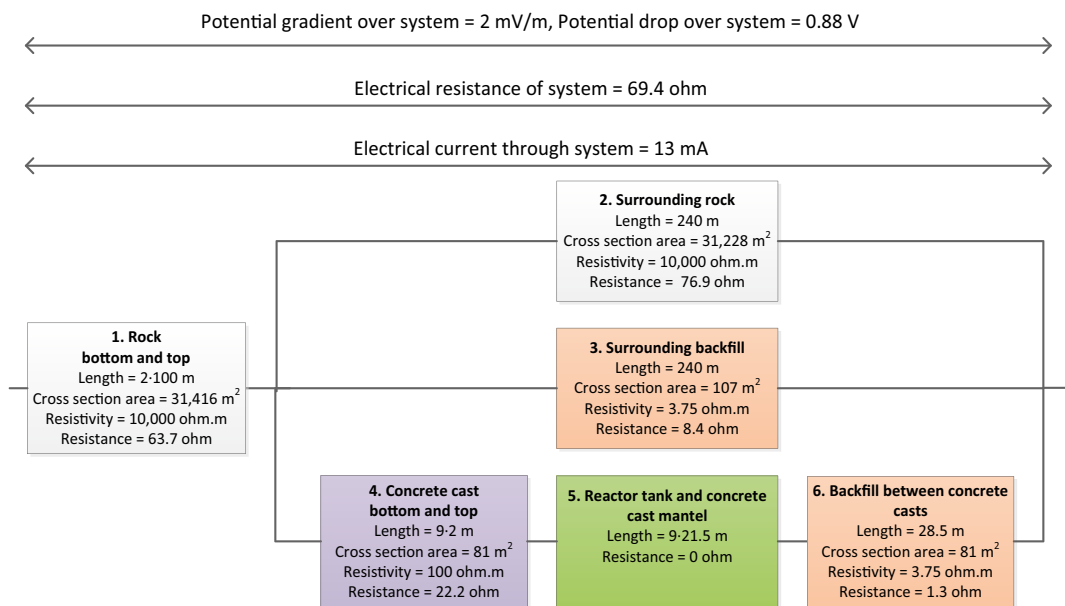 Potential gradient over system = 2 mV/m, Potential drop over system = 0.88 V
Electrical resistance of system = 69.4 ohm
Electrical current through system = 13 mA
2. Surrounding rock
Length = 240 m
Cross section area = 31,228 m²
Resistivity = 10,000 ohm.m
Resistance =  76.9 ohm
1. Rock
bottom and top
Length = 2·100 m
Cross section area = 31,416 m²
Resistivity = 10,000 ohm.m
Resistance = 63.7 ohm
3. Surrounding backfill
Length = 240 m
Cross section area = 107 m²
Resistivity = 3.75 ohm.m
Resistance = 8.4 ohm
4. Concrete cast
bottom and top
Length = 9·2 m
Cross section area = 81 m²
Resistivity = 100 ohm.m
Resistance = 22.2 ohm
5. Reactor tank and concrete
cast mantel
Length = 9·21.5 m
Resistance = 0 ohm
6. Backfill between concrete
casts
Length = 28.5 m
Cross section area = 81 m²
Resistivity = 3.75 ohm.m
Resistance = 1.3 ohm